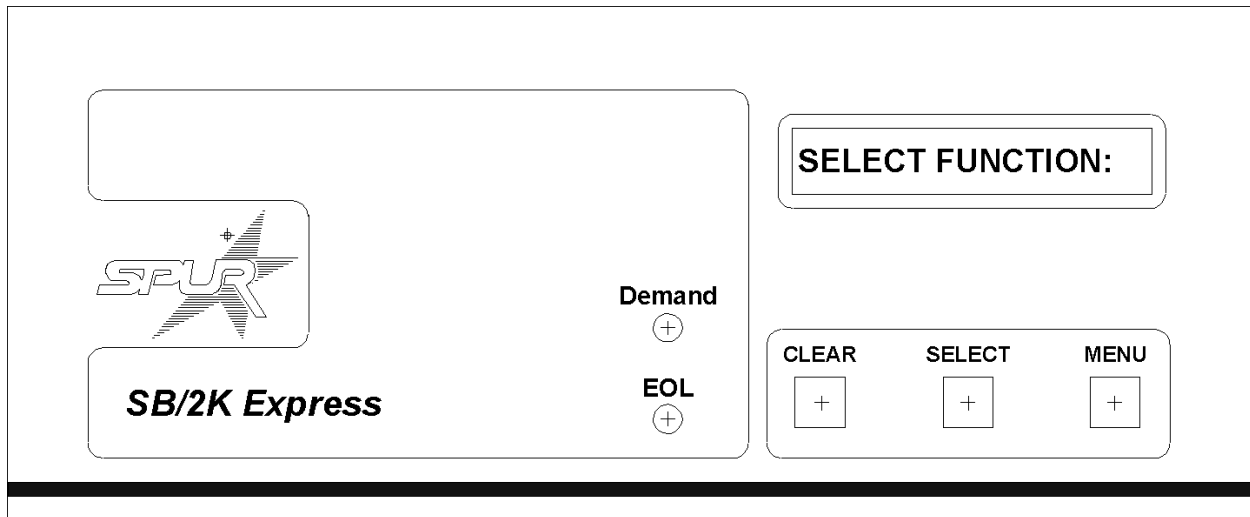 SELECT FUNCTION:
SPUR
Demand
CLEAR SELECT MENU
SB/2K Express
EOL